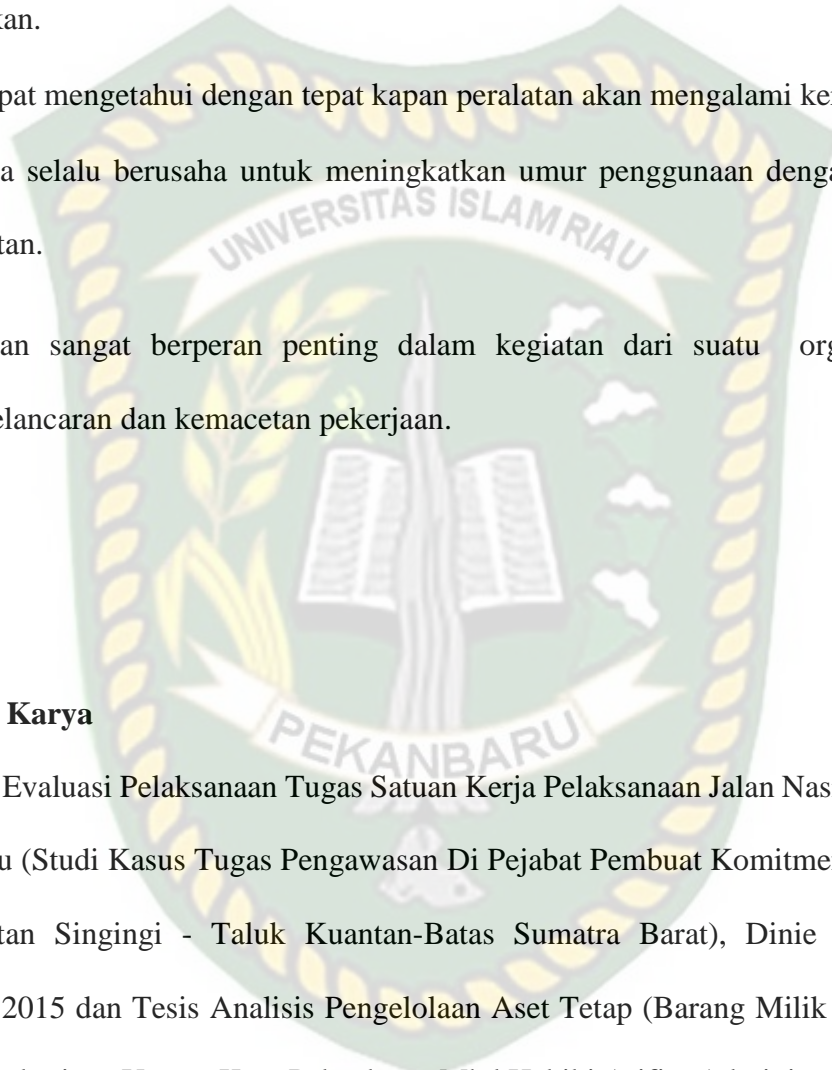 kan.
pat mengetahui dengan tepat kapan peralatan akan mengalami
a selalu berusaha untuk meningkatkan umur penggunaan
tan.
UNIVERSITAS ISLAM RIAU
an sangat berperan penting dalam kegiatan dari suatu
elancaran dan kemacetan pekerjaan.
Karya
PEKANBARU
Evaluasi Pelaksanaan Tugas Satuan Kerja Pelaksanaan Jalan Nas
u (Studi Kasus Tugas Pengawasan Di Pejabat Pembuat Komitme
tan Singingi - Taluk Kuantan-Batas Sumatra Barat), Dinie
2015 dan Tesis Analisis Pengelolaan Aset Tetap (Barang Milik